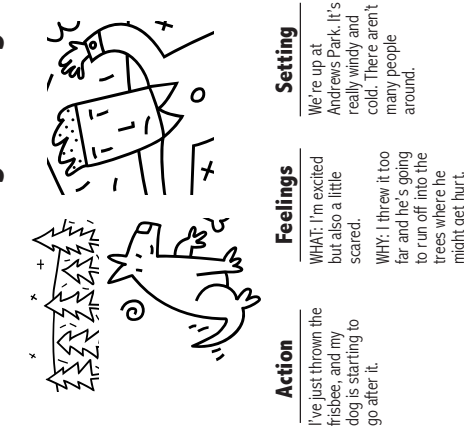 Action
I've just thrown the
frisbee, and my
dog is starting to
go after it.
Feelings
WHAT: I'm excited
but also a little
scared.
WHY: I threw it too
far and he's going
to run off into the
trees where he
might get hurt.
Setting
We're up at
Andrews Park. It's
really windy and
cold. There aren't
many people
around.